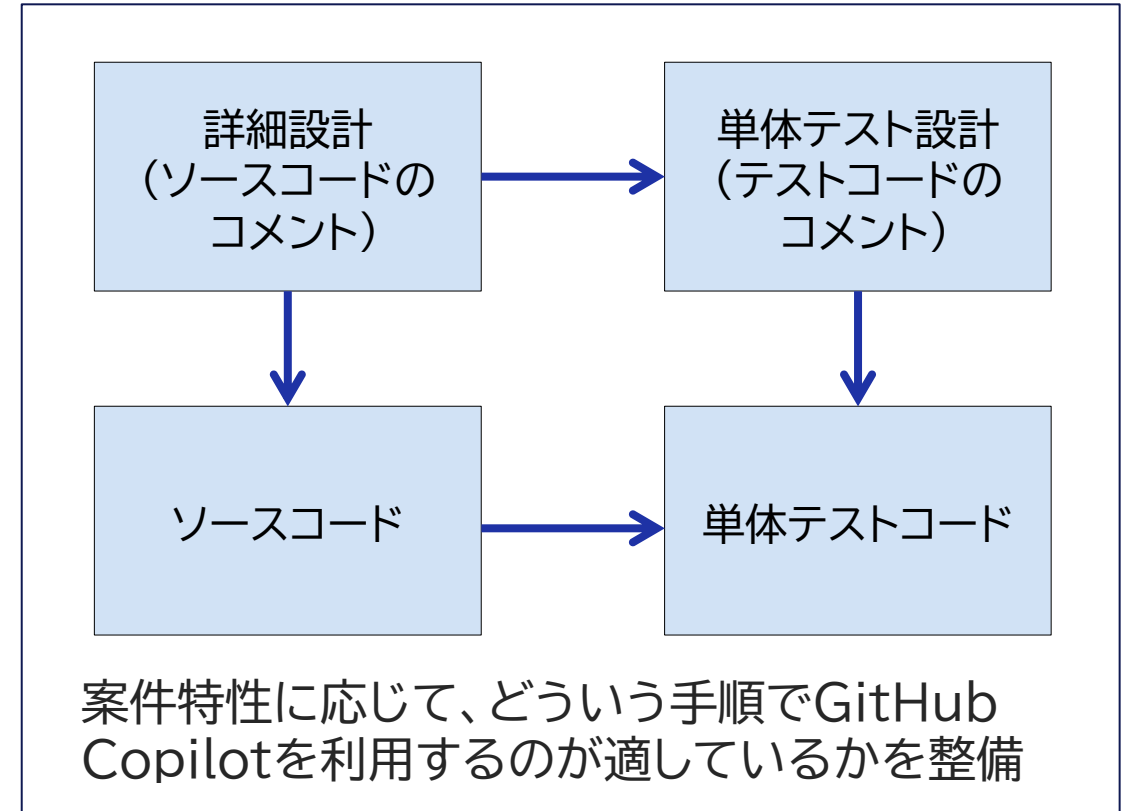 詳細設計
(ソースコードの
コメント)
単体テスト設計
(テストコードの
コメント)
ソースコード
単体テストコード
案件特性に応じて、どういう手順でGitHub
Copilotを利用するのが適しているかを整備